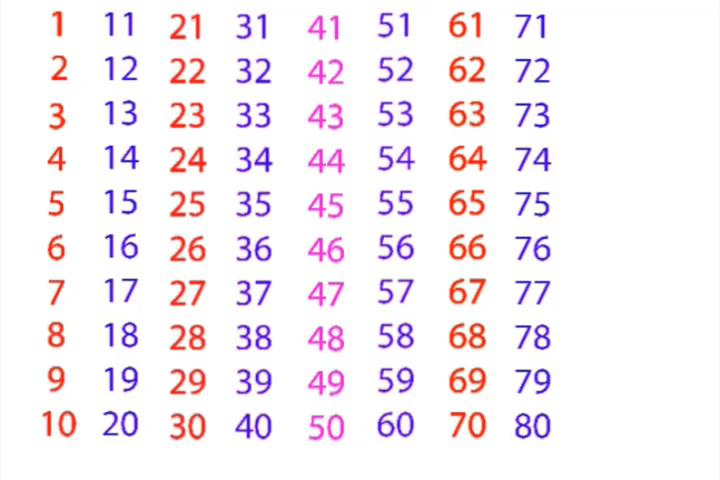 1 11 21 31 41 51 61 71
2 12 22 32 42 52 62 72
3 13 23 33 43 53 63 73
4 14 24 34 44 54 64 74
5 15 25 35 45 55 65 75
6 16 26 36 46 56 66 76
7 17 27 37 47 57 67 77
8 18 28 38 48 58 68 78
9 19 29 39 49 59 69 79
10 20 30 40 50 60 70 80